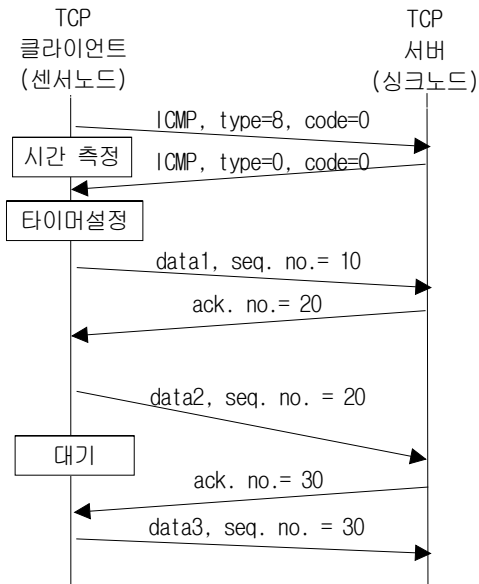 TCP
클라이언트
(센서노드)
TCP
서버
(싱크노드)
ICMP, type=8, code=0
시간 측정
ICMP, type=0, code=0
타이머설정
data1, seq. no.= 10
ack. no.= 20
data2, seq. no. = 20
대기
ack. no.= 30
data3, seq. no. = 30